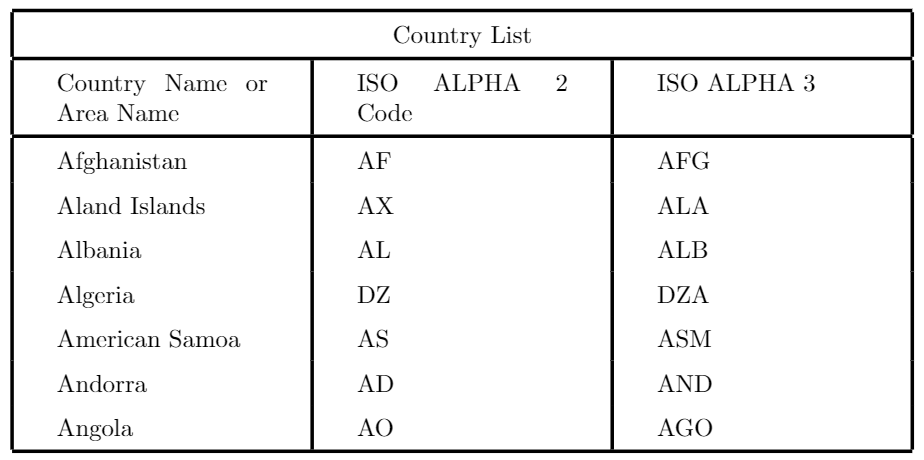 Country List
Country Name or
Area Name
ISO ALPHA 2
Code
ISO ALPHA 3
Afghanistan AF AFG
Aland Islands AX ALA
Albania AL ALB
Algeria DZ DZA
American Samoa AS ASM
Andorra AD AND
Angola AO AGO